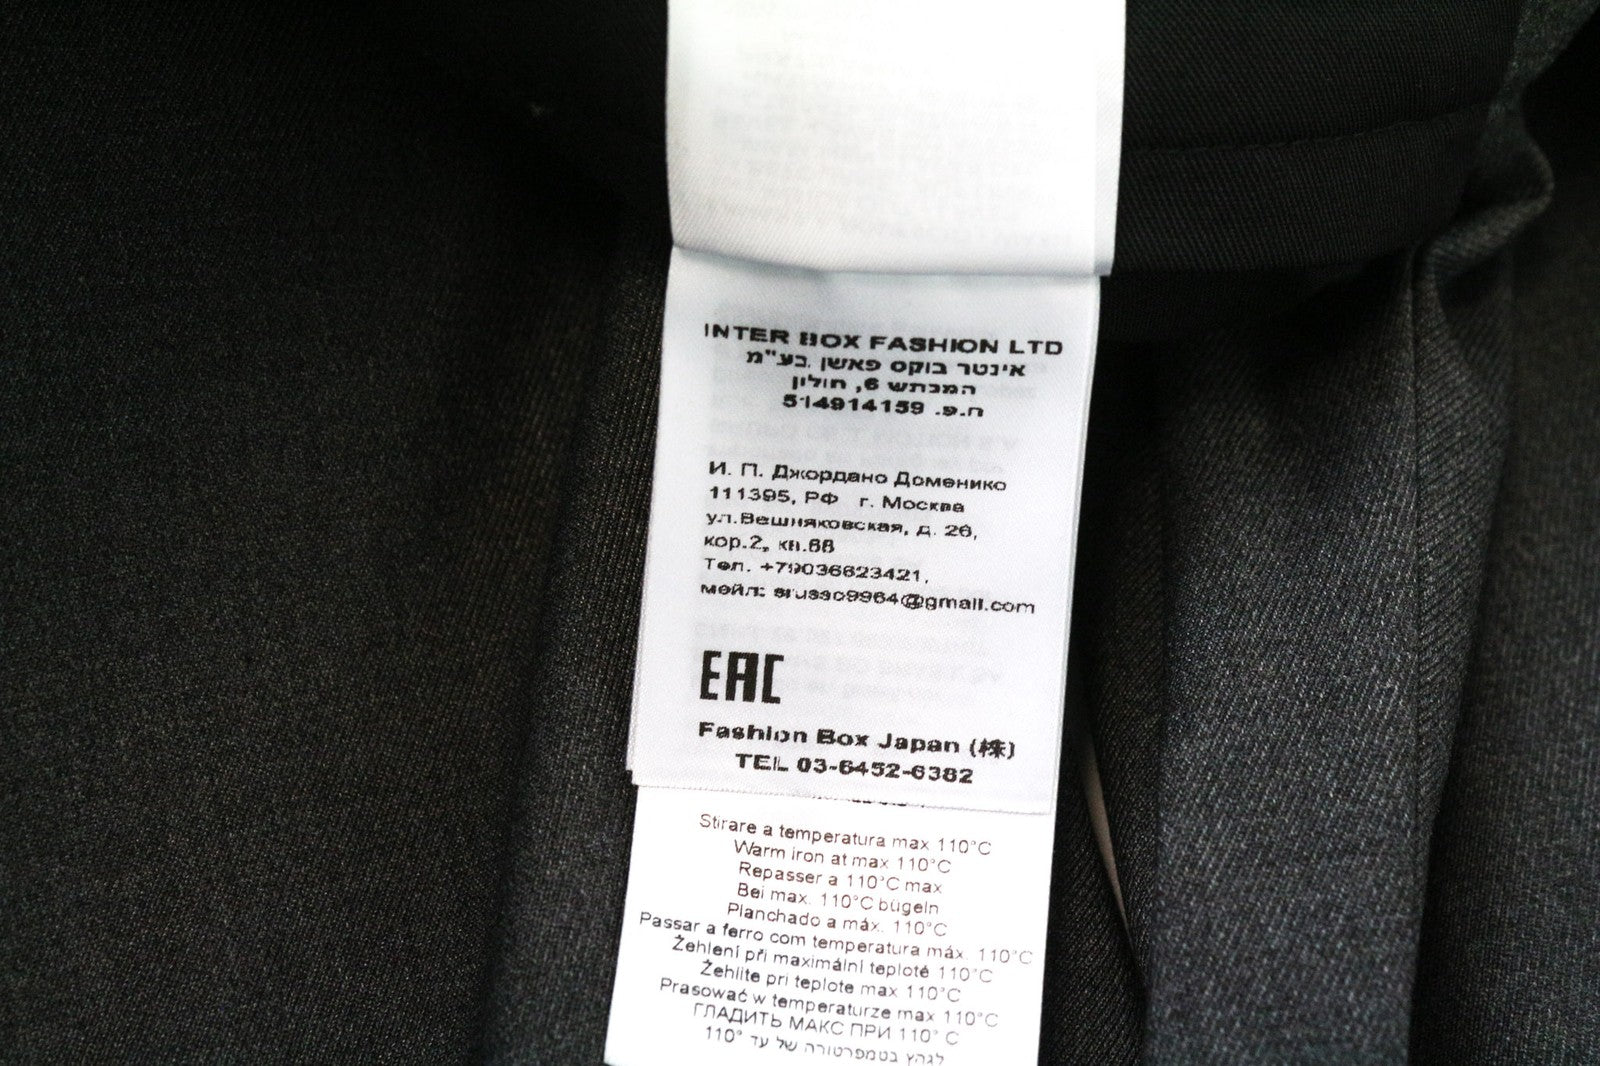 INTER BOX FASHION LTD
אינטר בוקס פאשן בע"מ
המכתש 6, חולון
ח.פ. 514914159
И. П. Джордано Доменико
111395, РФ г. Москва
ул.Вешняковская, д. 26,
кор.2, кв.68
Тел. +79036623421,
мейл: srusso9964@gmail.com
EAC
Fashion Box Japan (株)
TEL 03-6452-6382
Stirare a temperatura max 110°C
Warm iron at max 110°C
Repasser a 110°C max
Bei max. 110°C bügeln
Planchado a máx. 110°C
Passar a ferro com temperatura máx. 110°C
Žehlení při maximální teplotě 110°C
Žehlite pri teplote max 110°C
Prasować w temperaturze max 110°C
ГЛАДИТЬ МАКС ПРИ 110° C
לגהץ בטמפרטורה של עד 110°